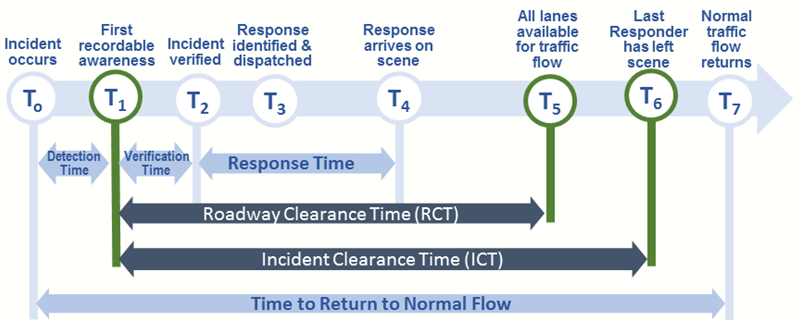 Incident
occurs
First
recordable
awareness
Incident
verified
Response
identified &
dispatched
Response
arrives on
scene
All lanes
available
for traffic
flow
Last
Responder
has left
scene
Normal
traffic
flow
returns
To
T1
T2
T3
T4
T5
T6
T7
Detection
Time
Verification
Time
Response Time
Roadway Clearance Time (RCT)
Incident Clearance Time (ICT)
Time to Return to Normal Flow